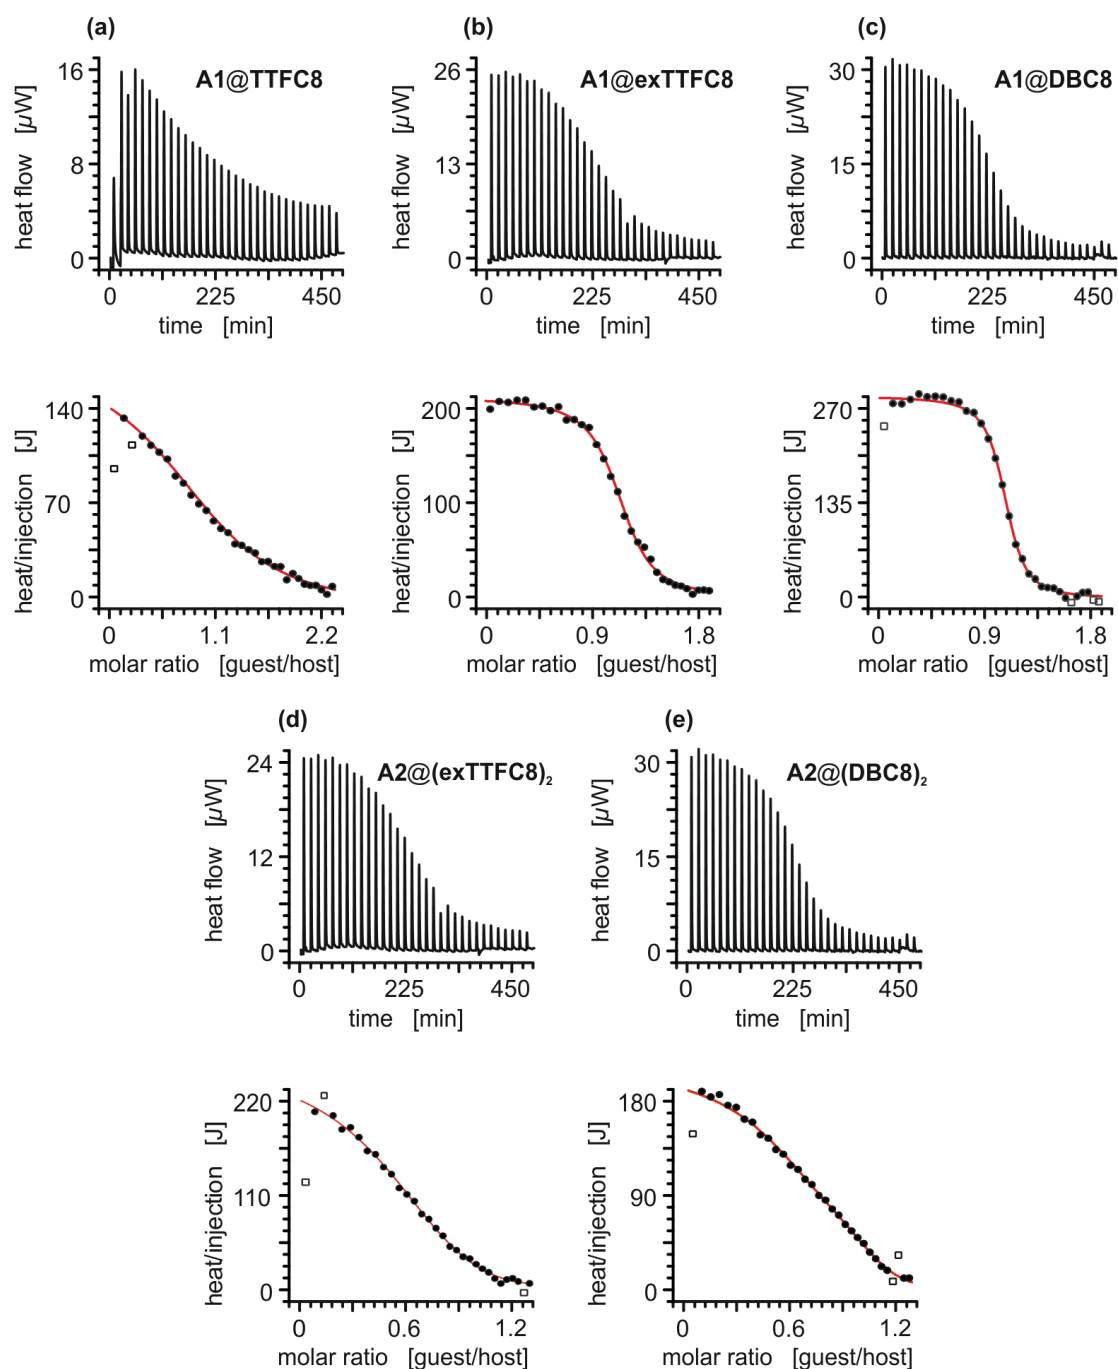 (a)
A1@TTFC8
heat flow [µW]
16
8
0
0 225 450
time [min]
heat/injection [J]
140
70
0
0 1.1 2.2
molar ratio [guest/host]
(b)
A1@exTTFC8
heat flow [µW]
26
13
0
0 225 450
time [min]
heat/injection [J]
200
100
0
0 0.9 1.8
molar ratio [guest/host]
(c)
A1@DBC8
heat flow [µW]
30
15
0
0 225 450
time [min]
heat/injection [J]
270
135
0
0 0.9 1.8
molar ratio [guest/host]
(d)
A2@(exTTFC8)₂
heat flow [µW]
24
12
0
0 225 450
time [min]
heat/injection [J]
220
110
0
0 0.6 1.2
molar ratio [guest/host]
(e)
A2@(DBC8)₂
heat flow [µW]
30
15
0
0 225 450
time [min]
heat/injection [J]
180
90
0
0 0.6 1.2
molar ratio [guest/host]